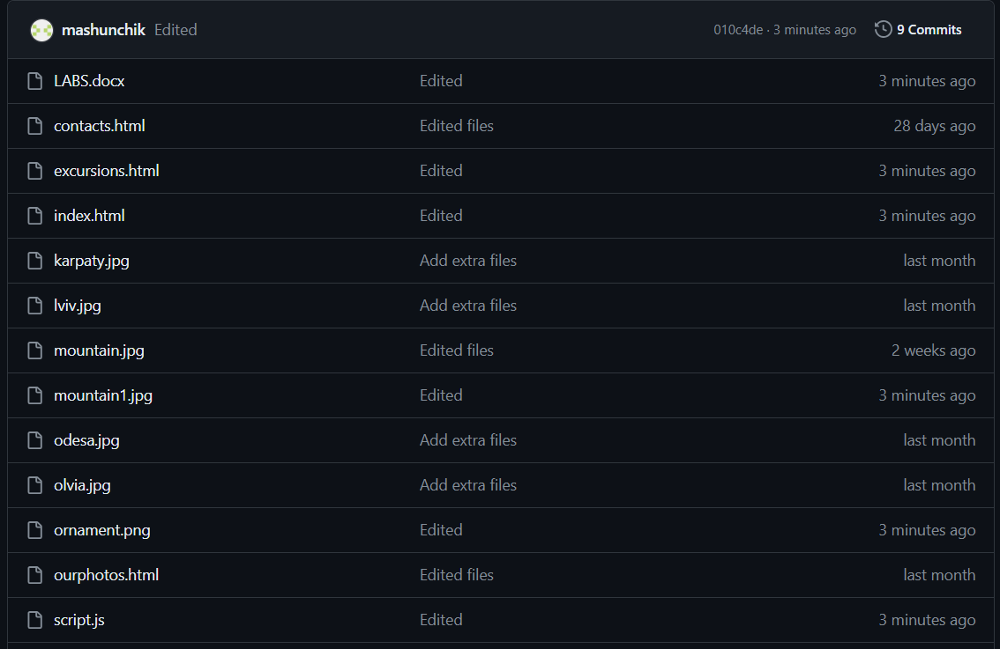 mashunchik Edited 010c4de · 3 minutes ago 9 Commits
LABS.docx Edited 3 minutes ago
contacts.html Edited files 28 days ago
excursions.html Edited 3 minutes ago
index.html Edited 3 minutes ago
karpaty.jpg Add extra files last month
lviv.jpg Add extra files last month
mountain.jpg Edited files 2 weeks ago
mountain1.jpg Edited 3 minutes ago
odesa.jpg Add extra files last month
olvia.jpg Add extra files last month
ornament.png Edited 3 minutes ago
ourphotos.html Edited files last month
script.js Edited 3 minutes ago